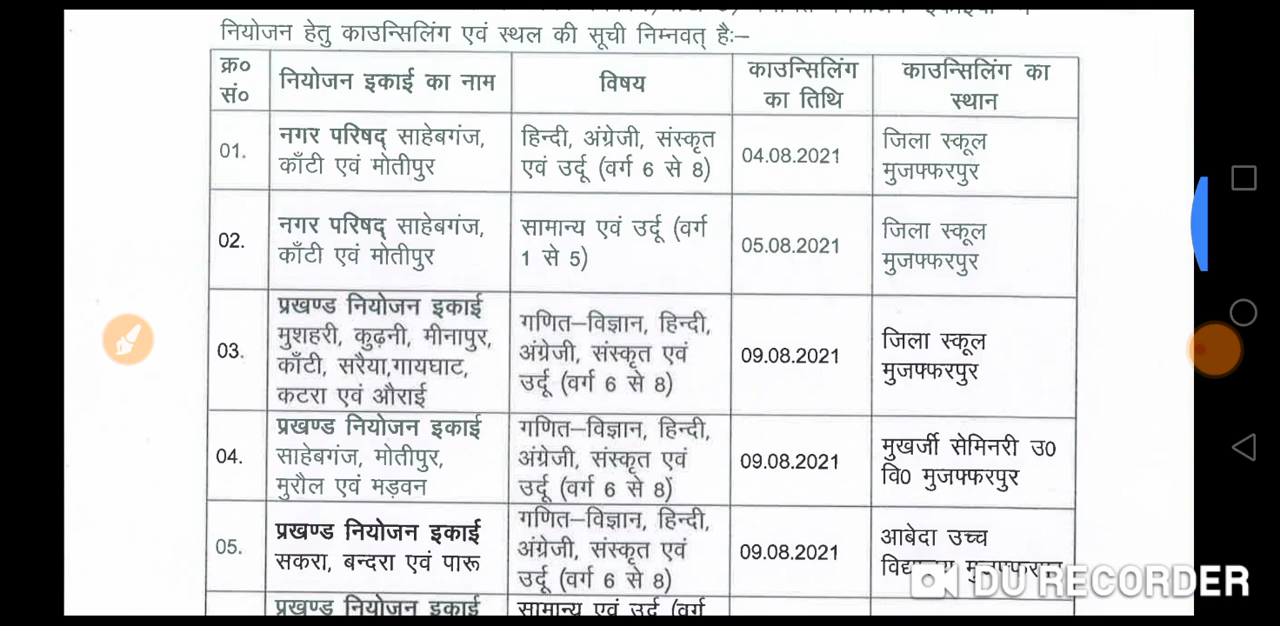 नियोजन हेतु काउन्सिलिंग एवं स्थल की सूची निम्नवत् हैः–
क्र० सं०
नियोजन इकाई का नाम
विषय
काउन्सिलिंग का तिथि
काउन्सिलिंग का स्थान
01.
नगर परिषद् साहेबगंज,
काँटी एवं मोतीपुर
हिन्दी, अंग्रेजी, संस्कृत
एवं उर्दू (वर्ग 6 से 8)
04.08.2021
जिला स्कूल
मुजफ्फरपुर
02.
नगर परिषद् साहेबगंज,
काँटी एवं मोतीपुर
सामान्य एवं उर्दू (वर्ग
1 से 5)
05.08.2021
जिला स्कूल
मुजफ्फरपुर
03.
प्रखण्ड नियोजन इकाई
मुशहरी, कुढ़नी, मीनापुर,
काँटी, सरैया,गायघाट,
कटरा एवं औराई
गणित–विज्ञान, हिन्दी,
अंग्रेजी, संस्कृत एवं
उर्दू (वर्ग 6 से 8)
09.08.2021
जिला स्कूल
मुजफ्फरपुर
04.
प्रखण्ड नियोजन इकाई
साहेबगंज, मोतीपुर,
मुरौल एवं मड़वन
गणित–विज्ञान, हिन्दी,
अंग्रेजी, संस्कृत एवं
उर्दू (वर्ग 6 से 8)
09.08.2021
मुखर्जी सेमिनरी उ0
वि0 मुजफ्फरपुर
05.
प्रखण्ड नियोजन इकाई
सकरा, बन्दरा एवं पारू
गणित–विज्ञान, हिन्दी,
अंग्रेजी, संस्कृत एवं
उर्दू (वर्ग 6 से 8)
09.08.2021
आबेदा उच्च
प्रखण्ड नियोजन इकाई
सामान्य एवं उर्दू (वर्ग
DU RECORDER